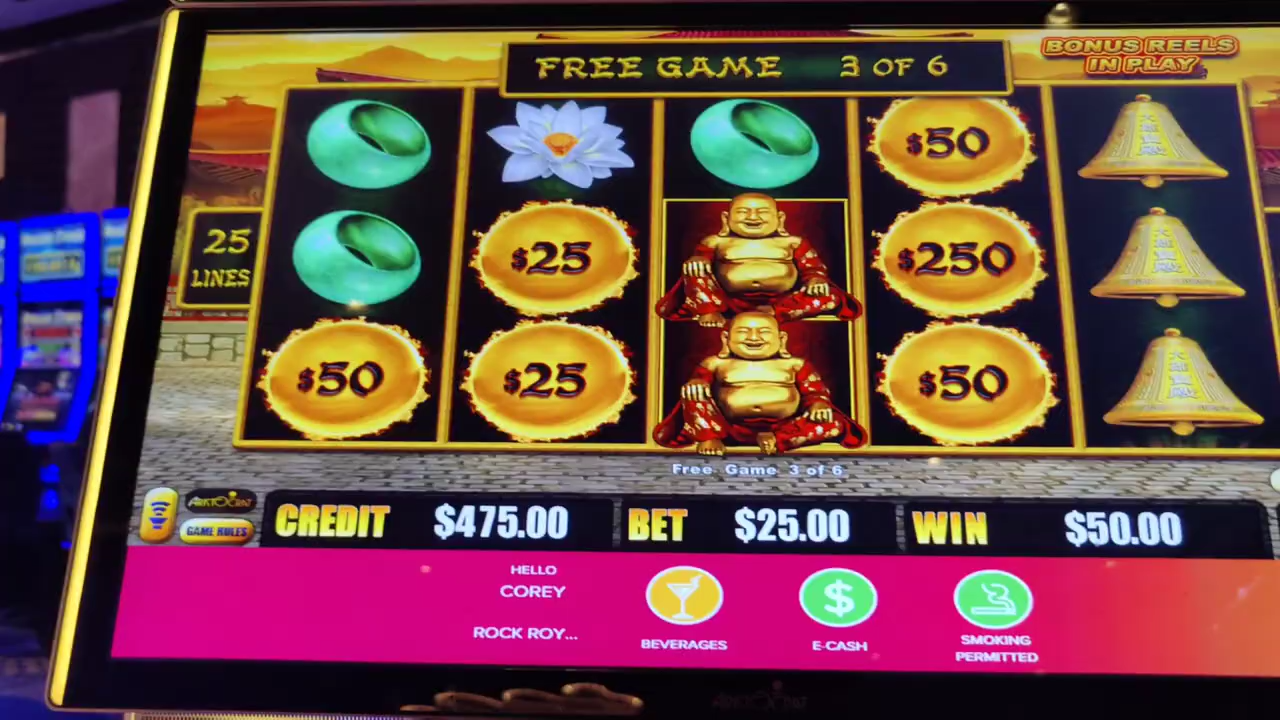 FREE GAME 3 OF 6
BONUS REELS
IN PLAY
25
LINES
$50
$25
$250
$50
$25
$50
Free Game 3 of 6
ARISTOCRAT
GAME RULES
CREDIT $475.00
BET $25.00
WIN $50.00
HELLO
COREY
ROCK ROY...
BEVERAGES
E-CASH
SMOKING
PERMITTED